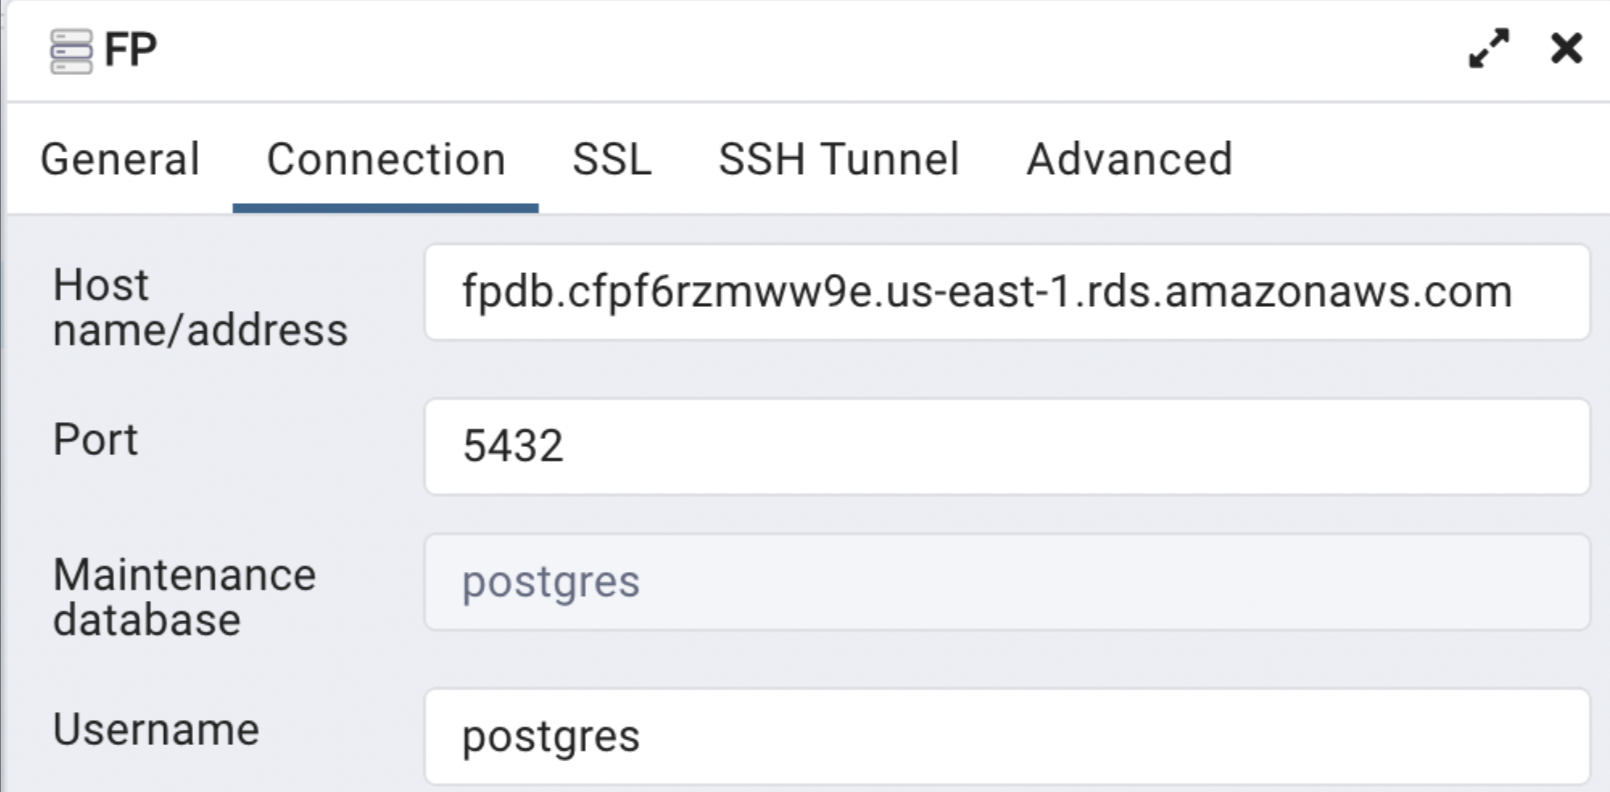 FP
General Connection SSL SSH Tunnel Advanced
Host
name/address
fpdb.cfpf6rzmww9e.us-east-1.rds.amazonaws.com
Port
5432
Maintenance
database
postgres
Username
postgres